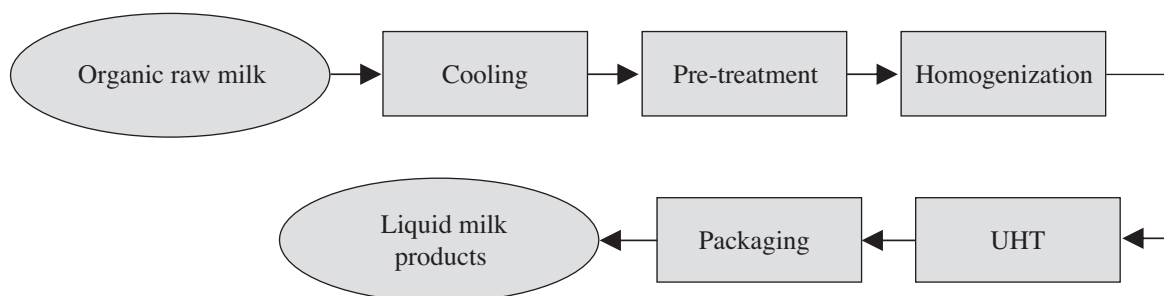 Organic raw milk
Cooling
Pre-treatment
Homogenization
Liquid milk
products
Packaging
UHT